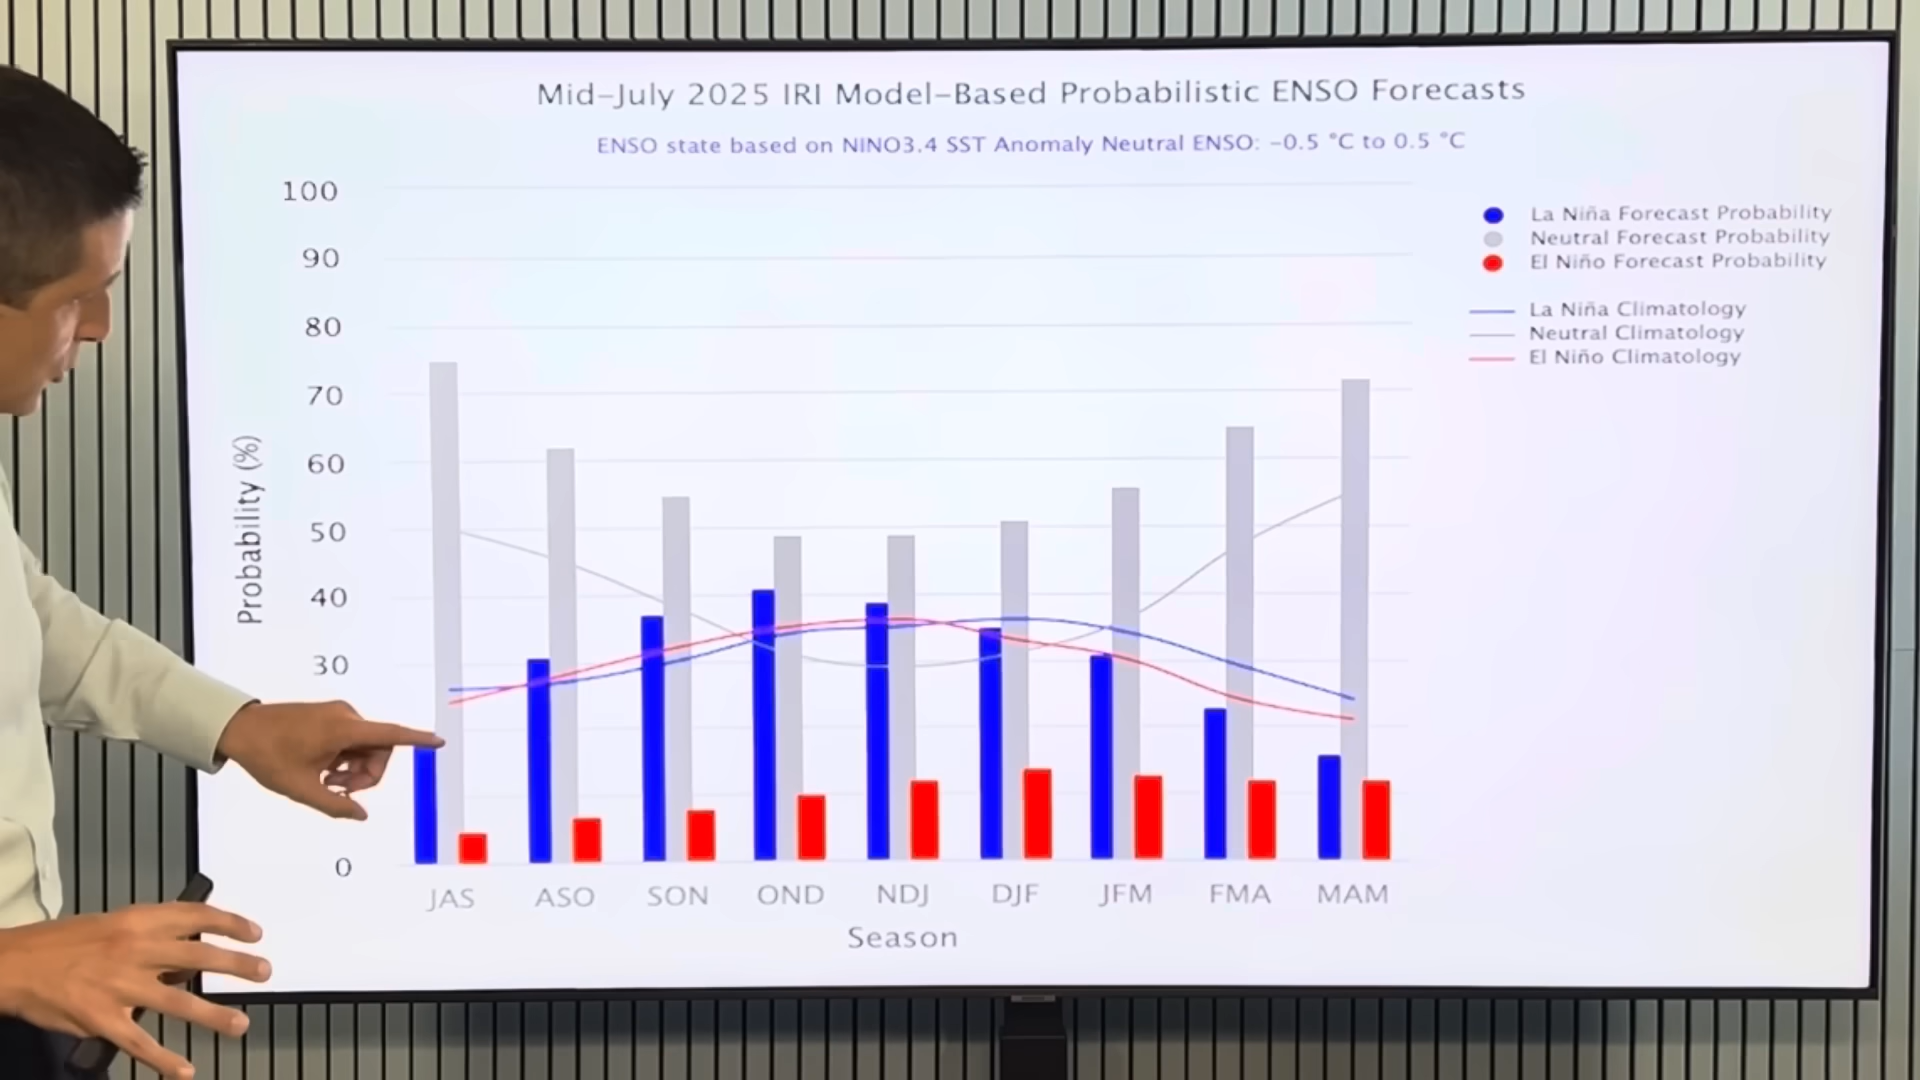 Mid-July 2025 IRI Model-Based Probabilistic ENSO Forecasts
ENSO state based on NINO3.4 SST Anomaly Neutral ENSO: -0.5 °C to 0.5 °C
100
90
80
70
60
50
40
30
0
Probability (%)
La Niña Forecast Probability
Neutral Forecast Probability
El Niño Forecast Probability
La Niña Climatology
Neutral Climatology
El Niño Climatology
JAS ASO SON OND NDJ DJF JFM FMA MAM
Season